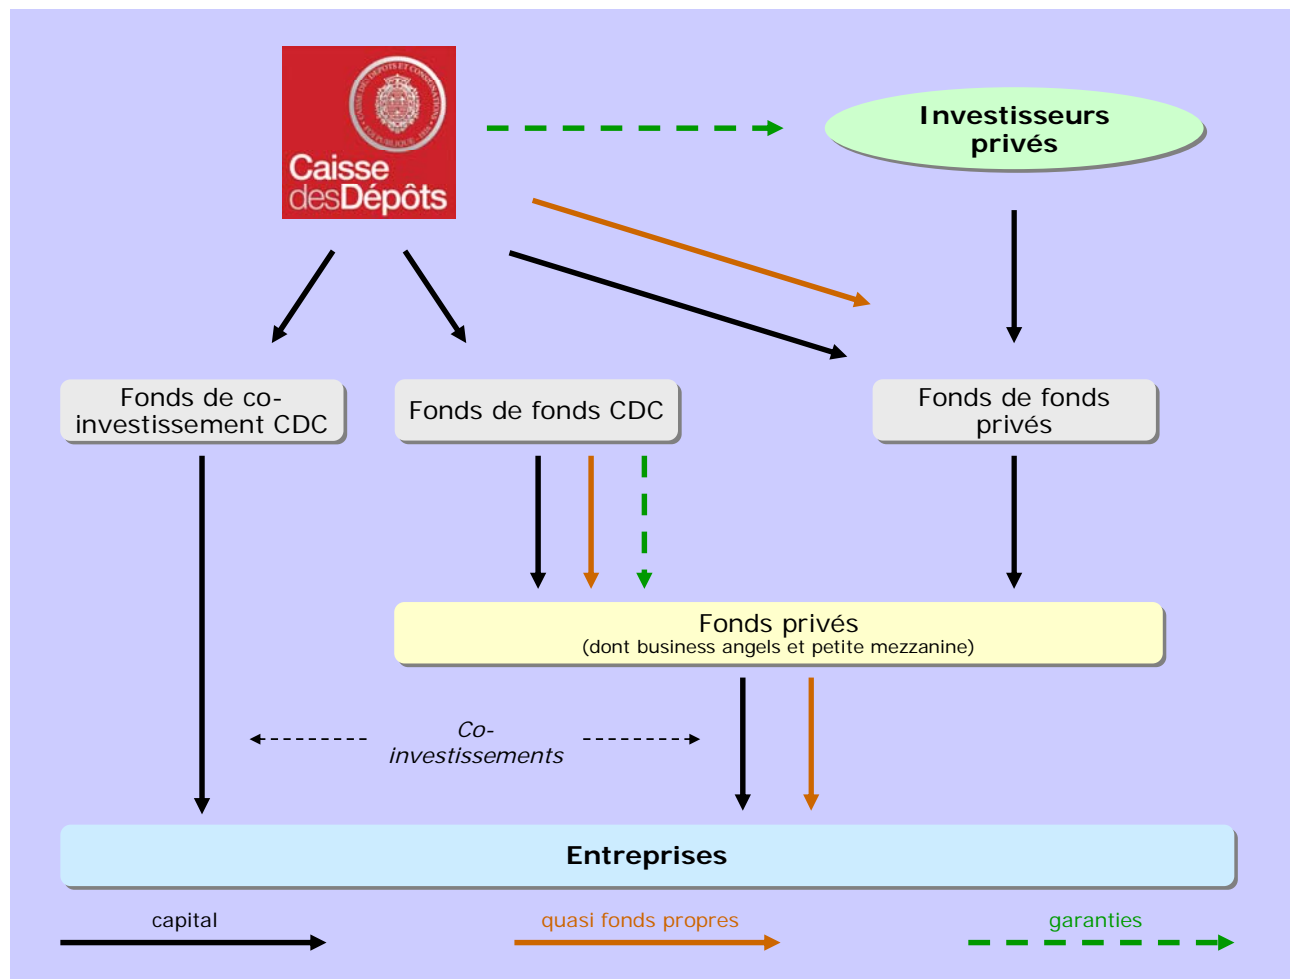 Caisse
desDépôts
Investisseurs
privés
Fonds de co-
investissement CDC
Fonds de fonds CDC
Fonds de fonds
privés
Fonds privés
(dont business angels et petite mezzanine)
Co-
investissements
Entreprises
capital
quasi fonds propres
garanties